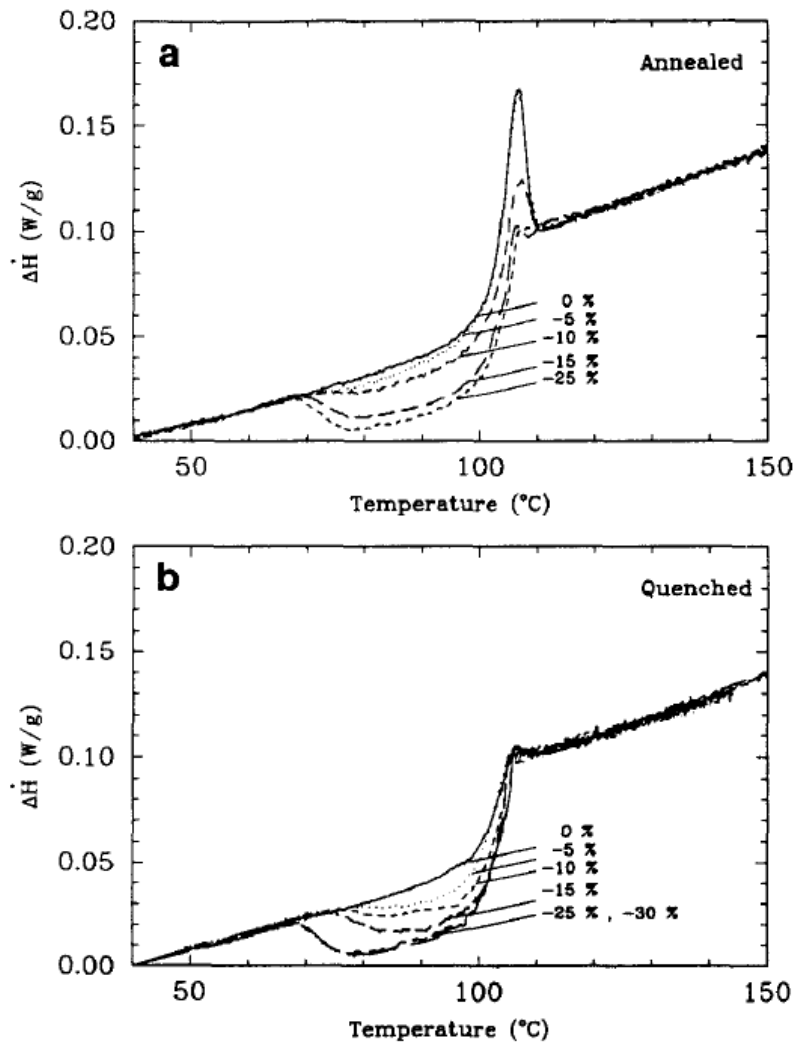 a
Annealed
0.20
0.15
0.10
0.05
0.00
ΔḢ (W/g)
0 %
-5 %
-10 %
-15 %
-25 %
50
100
150
Temperature (°C)
b
Quenched
0.20
0.15
0.10
0.05
0.00
ΔḢ (W/g)
0 %
-5 %
-10 %
-15 %
-25 % , -30 %
50
100
150
Temperature (°C)